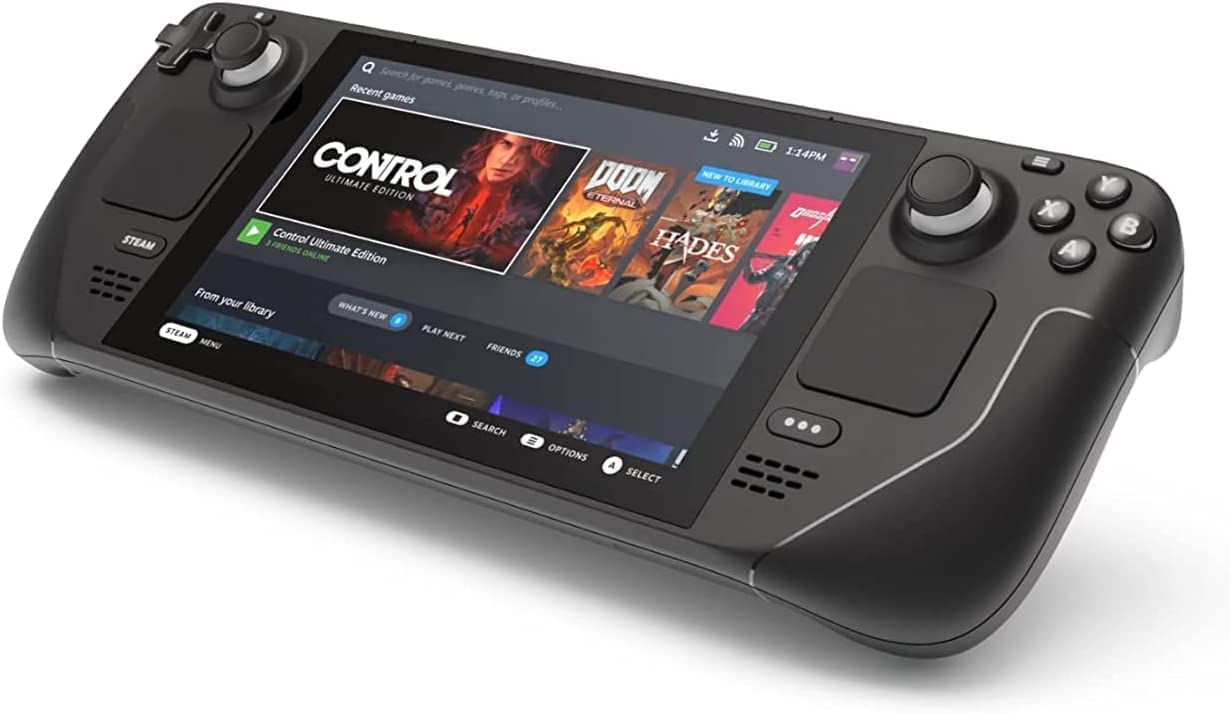 Search for games, genres, tags, or profiles...
Recent games
1:14PM
CONTROL
ULTIMATE EDITION
DOOM
ETERNAL
NEW TO LIBRARY
HADES
Control Ultimate Edition
3 FRIENDS ONLINE
From your library
WHAT'S NEW 8
PLAY NEXT
FRIENDS 27
STEAM MENU
SEARCH
OPTIONS
A SELECT
STEAM
Y
X
B
A